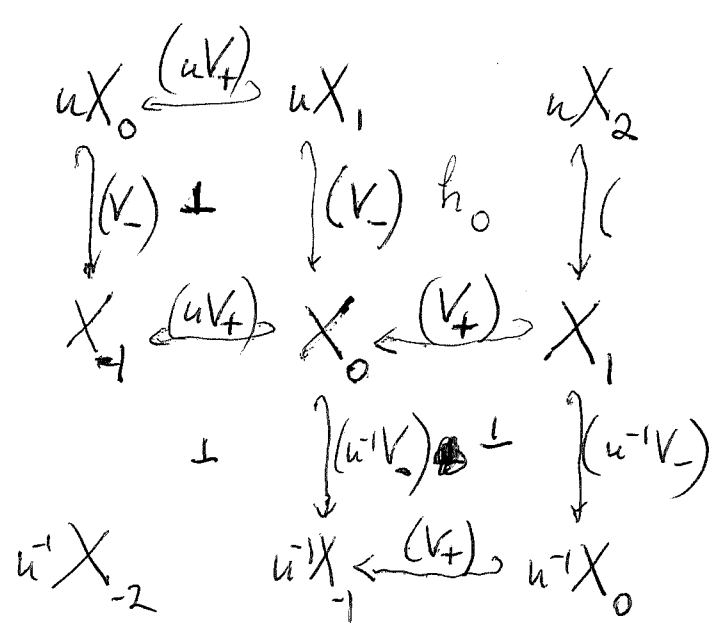 (uV₊)
uX₀ ↩ uX₁ uX₂
(V₋) ⊥ (V₋) h₀ (
(uV₊) (V₊)
X₋₁ ↩ X₀ ↩ X₁
⊥ (u⁻¹V₋) ⊥ (u⁻¹V₋)
(V₊)
u⁻¹X₋₂ u⁻¹X₋₁ ↩ u⁻¹X₀